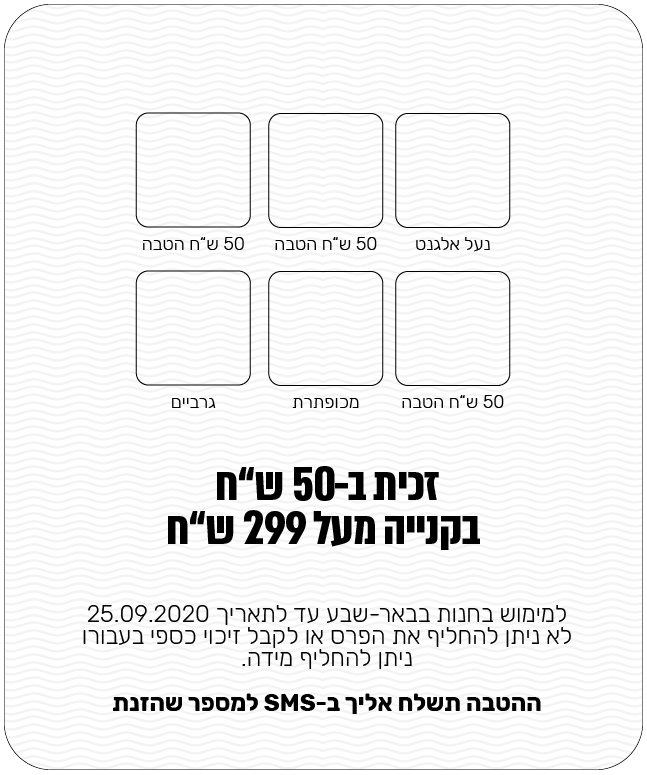 נעל אלגנט
50 ש"ח הטבה
50 ש"ח הטבה
50 ש"ח הטבה
מכופתרת
גרביים
זכית ב-50 ש"ח
בקנייה מעל 299 ש"ח
למימוש בחנות בבאר-שבע עד לתאריך 25.09.2020
לא ניתן להחליף את הפרס או לקבל זיכוי כספי בעבורו
ניתן להחליף מידה.
ההטבה תשלח אליך ב-SMS למספר שהזנת